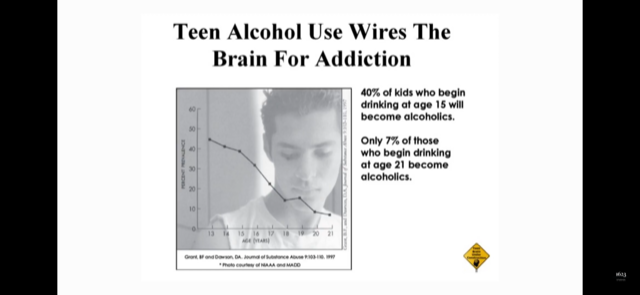 Teen Alcohol Use Wires The
Brain For Addiction
40% of kids who begin
drinking at age 15 will
become alcoholics.
Only 7% of those
who begin drinking
at age 21 become
alcoholics.
60
50
40
30
20
10
0
PERCENT PREVALENCE
13 14 15 16 17 18 19 20 21
AGE (YEARS)
Grant, BF and Dawson, DA. Journal of Substance Abuse 9:103-110, 1997
* Photo courtesy of NIAAA and MADD